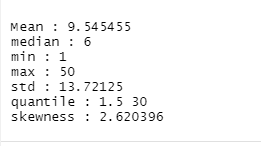 Mean : 9.545455
median : 6
min : 1
max : 50
std : 13.72125
quantile : 1.5 30
skewness : 2.620396